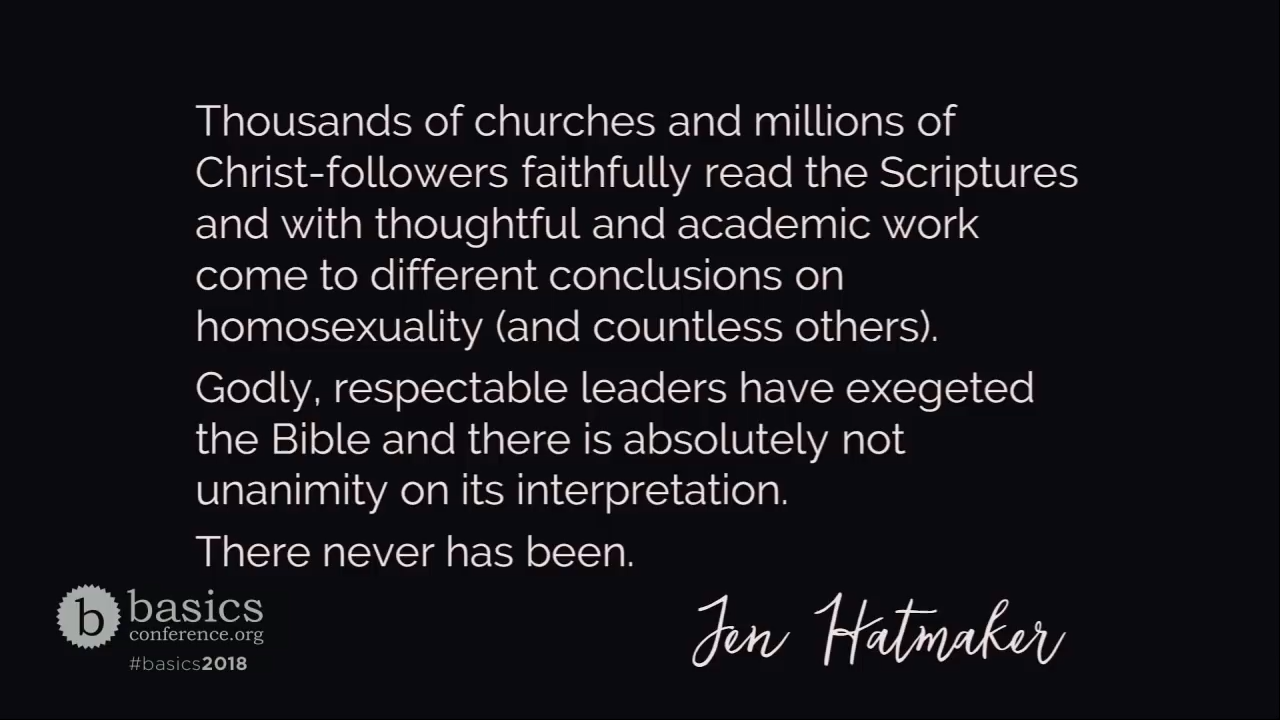 Thousands of churches and millions of
Christ-followers faithfully read the Scriptures
and with thoughtful and academic work
come to different conclusions on
homosexuality (and countless others).
Godly, respectable leaders have exegeted
the Bible and there is absolutely not
unanimity on its interpretation.
There never has been.
b basics
conference.org
#basics2018
Jen Hatmaker